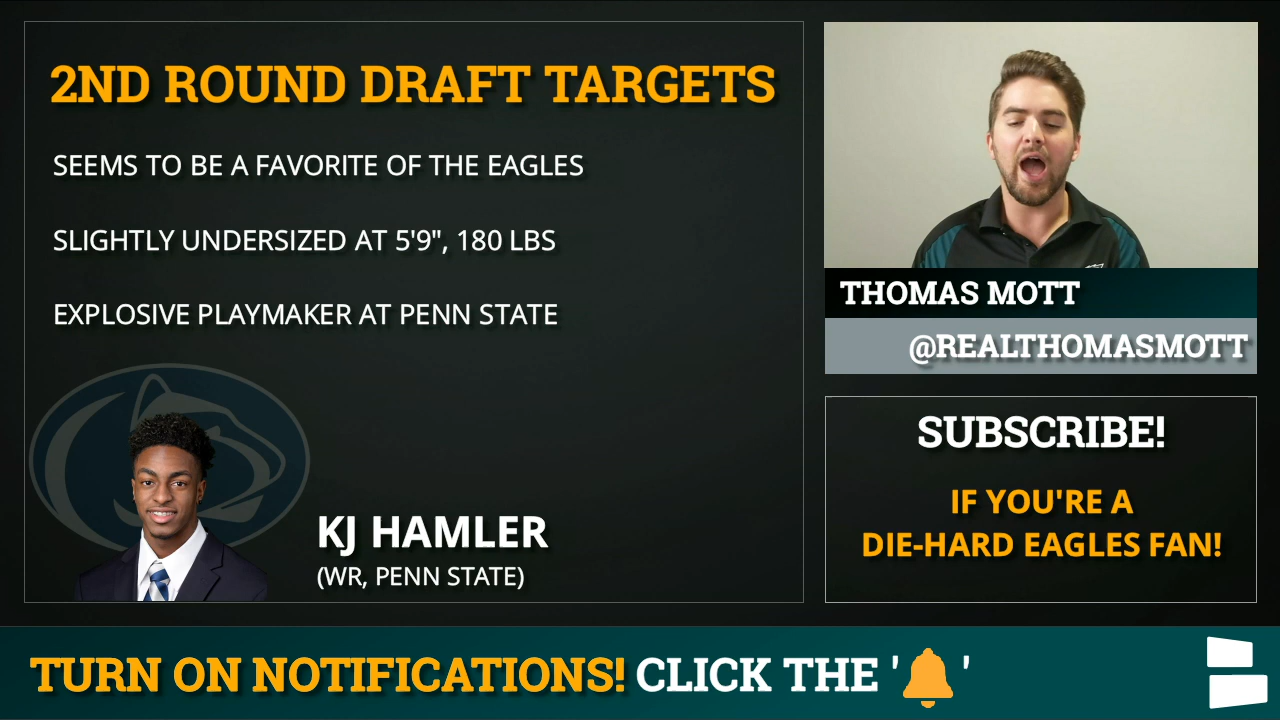 2ND ROUND DRAFT TARGETS
SEEMS TO BE A FAVORITE OF THE EAGLES
SLIGHTLY UNDERSIZED AT 5'9", 180 LBS
EXPLOSIVE PLAYMAKER AT PENN STATE
KJ HAMLER
(WR, PENN STATE)
THOMAS MOTT
@REALTHOMASMOTT
SUBSCRIBE!
IF YOU'RE A
DIE-HARD EAGLES FAN!
TURN ON NOTIFICATIONS! CLICK THE ' '